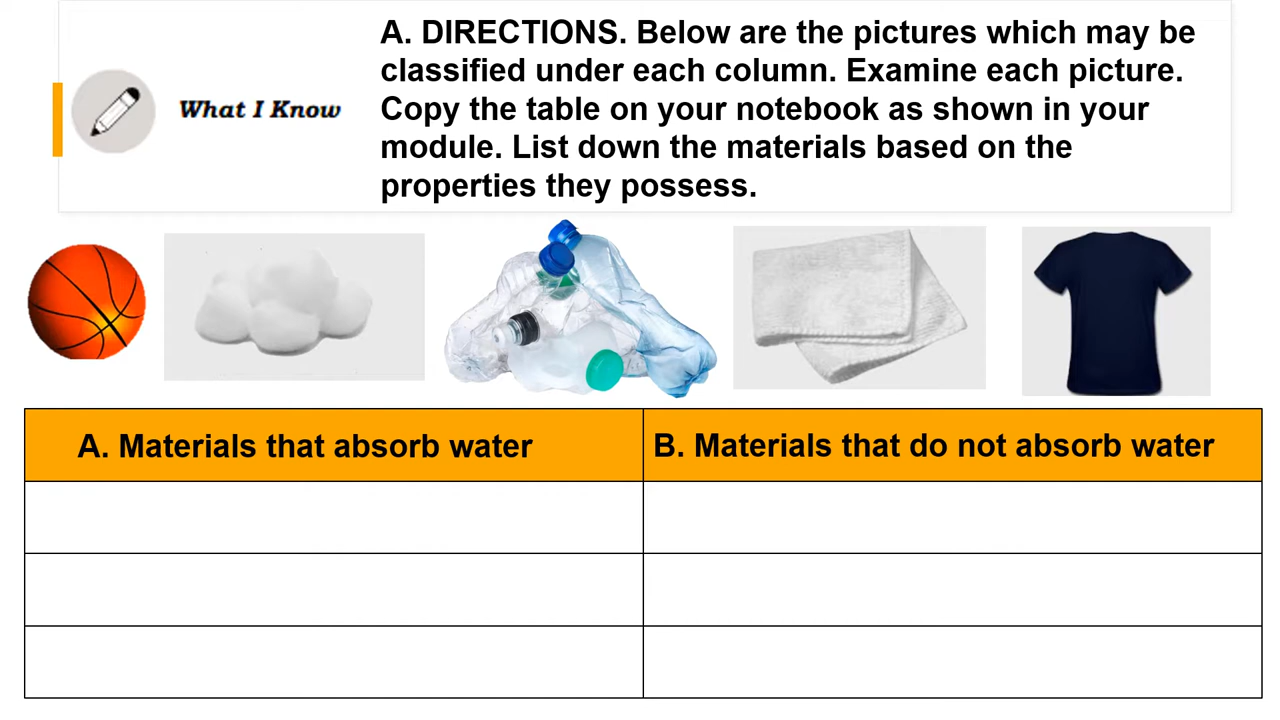 A. DIRECTIONS. Below are the pictures which may be
classified under each column. Examine each picture.
Copy the table on your notebook as shown in your
module. List down the materials based on the
properties they possess.
What I Know
A. Materials that absorb water
B. Materials that do not absorb water